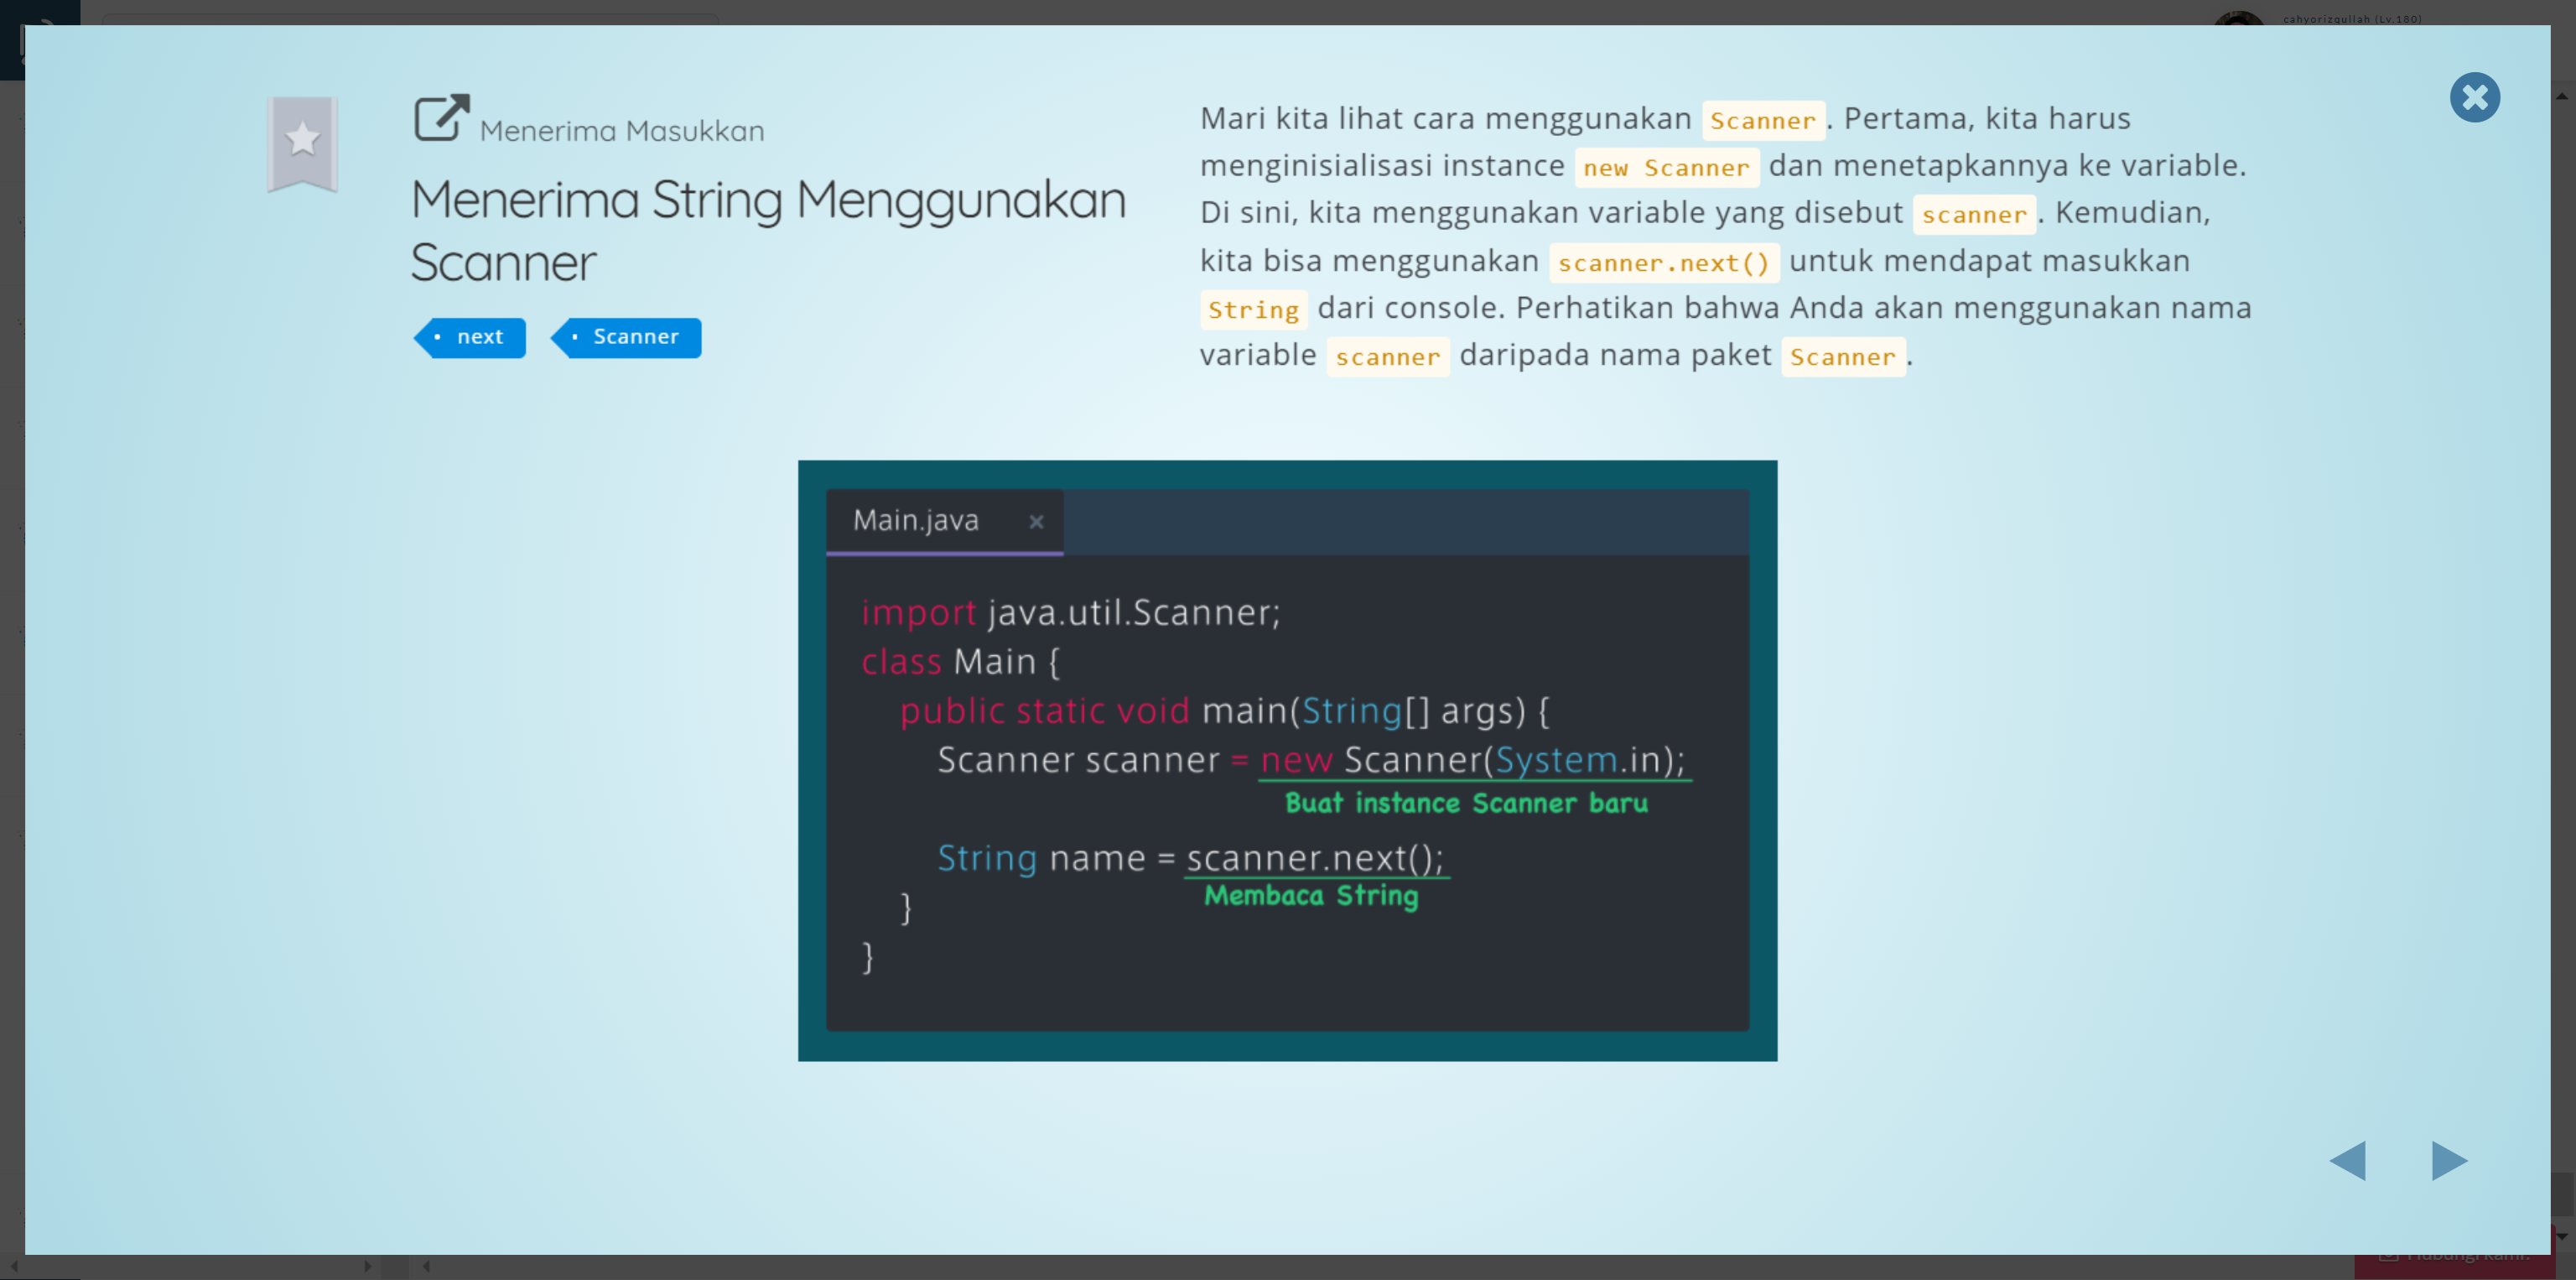 cahyorizqullah (Lv.180)
Menerima Masukkan
Menerima String Menggunakan
Scanner
next
Scanner
Mari kita lihat cara menggunakan Scanner. Pertama, kita harus
menginisialisasi instance new Scanner dan menetapkannya ke variable.
Di sini, kita menggunakan variable yang disebut scanner. Kemudian,
kita bisa menggunakan scanner.next() untuk mendapat masukkan
String dari console. Perhatikan bahwa Anda akan menggunakan nama
variable scanner daripada nama paket Scanner.
Main.java
import java.util.Scanner;
class Main {
public static void main(String[] args) {
Scanner scanner = new Scanner(System.in);
Buat instance Scanner baru
String name = scanner.next();
Membaca String
}
}